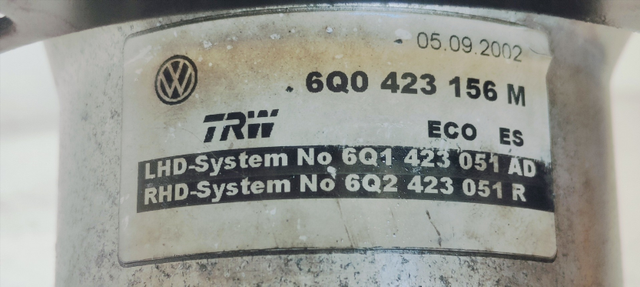 05.09.2002
6Q0 423 156 M
TRW
ECO ES
LHD-System No 6Q1 423 051 AD
RHD-System No 6Q2 423 051 R